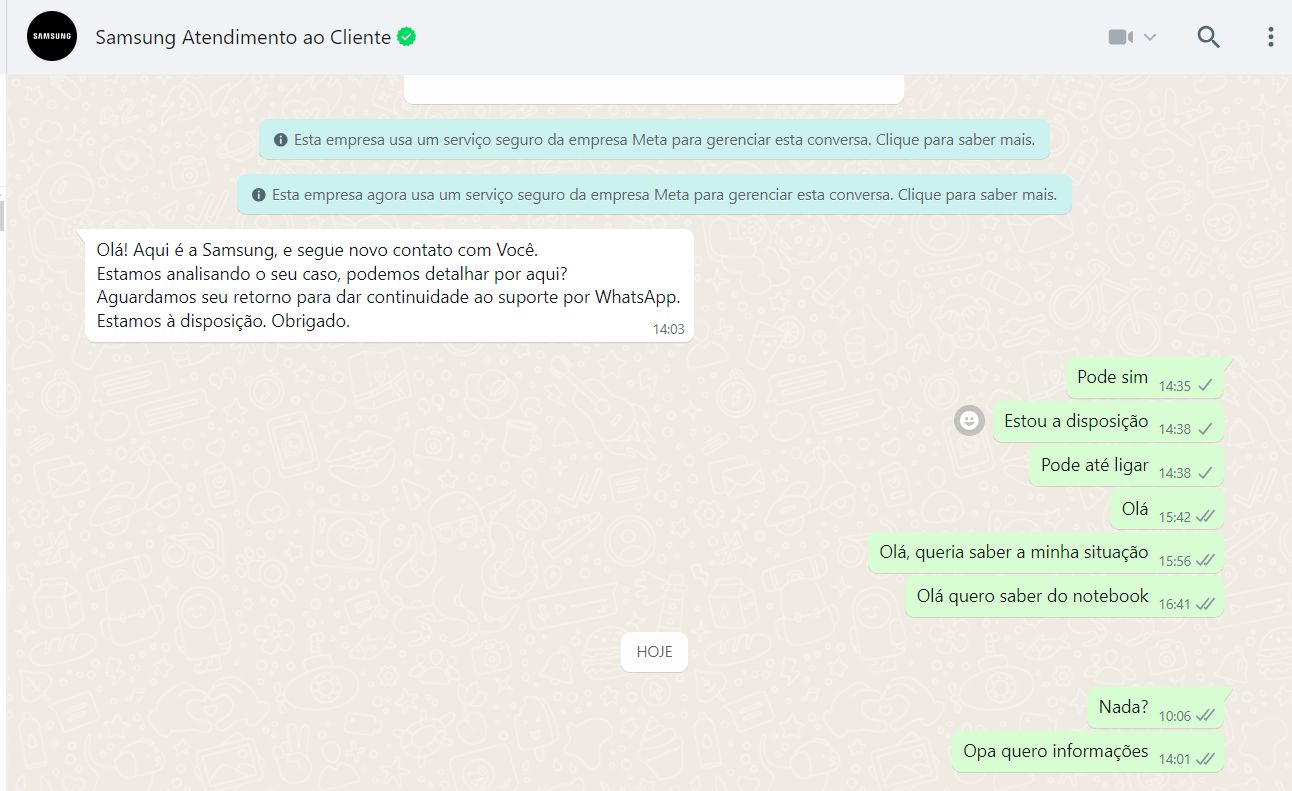 SAMSUNG
Samsung Atendimento ao Cliente
Esta empresa usa um serviço seguro da empresa Meta para gerenciar esta conversa. Clique para saber mais.
Esta empresa agora usa um serviço seguro da empresa Meta para gerenciar esta conversa. Clique para saber mais.
Olá! Aqui é a Samsung, e segue novo contato com Você.
Estamos analisando o seu caso, podemos detalhar por aqui?
Aguardamos seu retorno para dar continuidade ao suporte por WhatsApp.
Estamos à disposição. Obrigado.
14:03
Pode sim 14:35
Estou a disposição 14:38
Pode até ligar 14:38
Olá 15:42
Olá, queria saber a minha situação 15:56
Olá quero saber do notebook 16:41
HOJE
Nada? 10:06
Opa quero informações 14:01